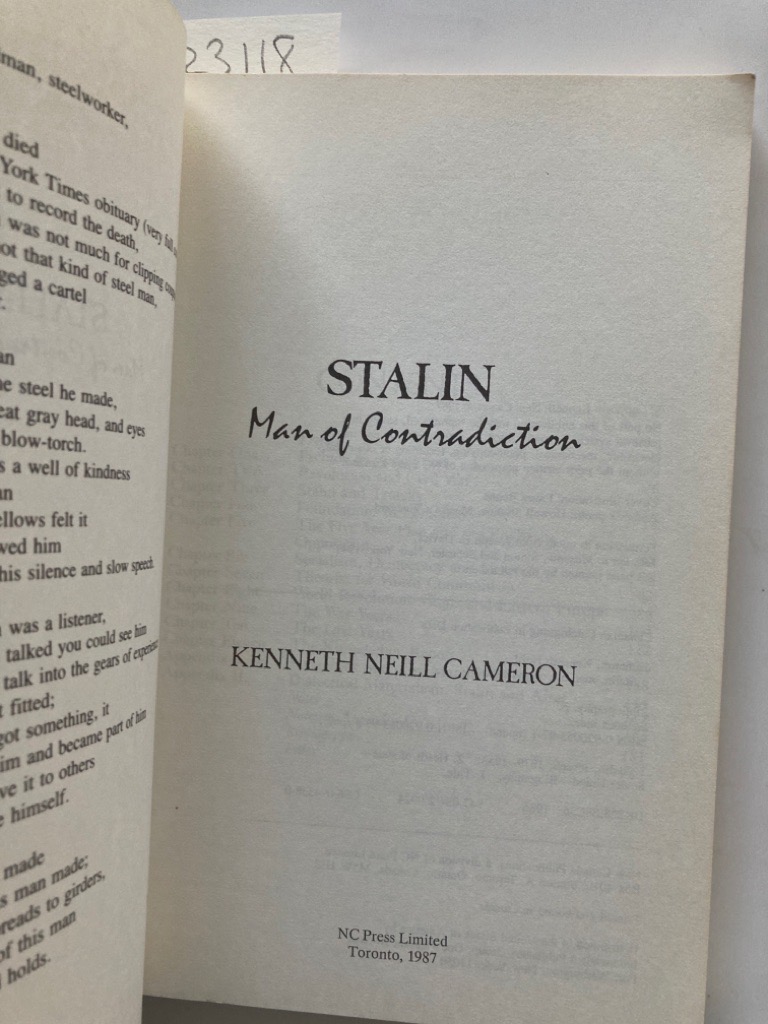 23118
man, steelworker,
died
York Times obituary (very full
to record the death,
was not much for clipping
ot that kind of steel man,
ged a cartel
an
e steel he made,
eat gray head, and eyes
blow-torch.
s a well of kindness
an
ellows felt it
ved him
his silence and slow speech.
was a listener,
talked you could see him
talk into the gears of
fitted;
got something, it
im and became part of him
ve it to others
himself.
made
s man made;
reads to girders,
of this man
holds.
STALIN
Man of Contradiction
KENNETH NEILL CAMERON
NC Press Limited
Toronto, 1987